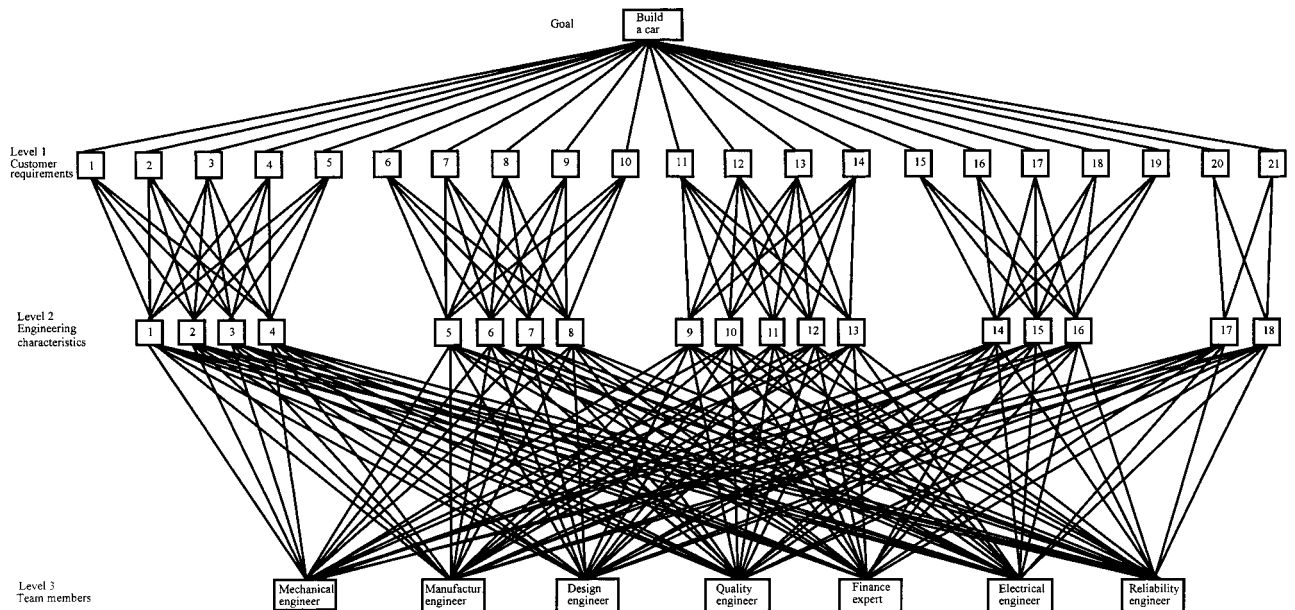 Goal
Build
a car
Level 1
Customer
requirements
1
2
3
4
5
6
7
8
9
10
11
12
13
14
15
16
17
18
19
20
21
Level 2
Engineering
characteristics
1
2
3
4
5
6
7
8
9
10
11
12
13
14
15
16
17
18
Level 3
Team members
Mechanical
engineer
Manufactur.
engineer
Design
engineer
Quality
engineer
Finance
expert
Electrical
engineer
Reliability
engineer